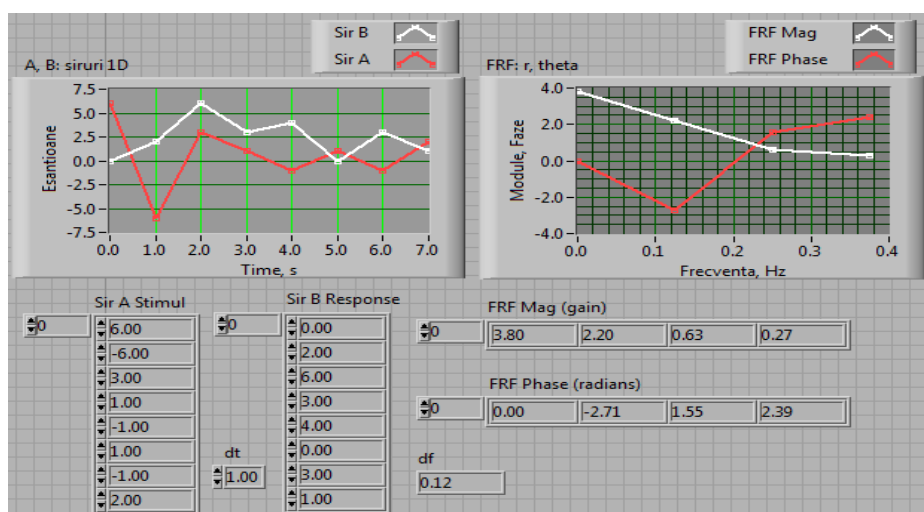 Sir B
Sir A
A, B: siruri 1D
7.5
5.0
2.5
0.0
-2.5
-5.0
-7.5
Esantioane
0.0 1.0 2.0 3.0 4.0 5.0 6.0 7.0
Time, s
FRF Mag
FRF Phase
FRF: r, theta
4.0
2.0
0.0
-2.0
-4.0
Module, Faze
0.0 0.1 0.2 0.3 0.4
Frecventa, Hz
Sir A Stimul
0
6.00
-6.00
3.00
1.00
-1.00
1.00
-1.00
2.00
dt
1.00
Sir B Response
0
0.00
2.00
6.00
3.00
4.00
0.00
3.00
1.00
FRF Mag (gain)
0 3.80 2.20 0.63 0.27
FRF Phase (radians)
0 0.00 -2.71 1.55 2.39
df
0.12